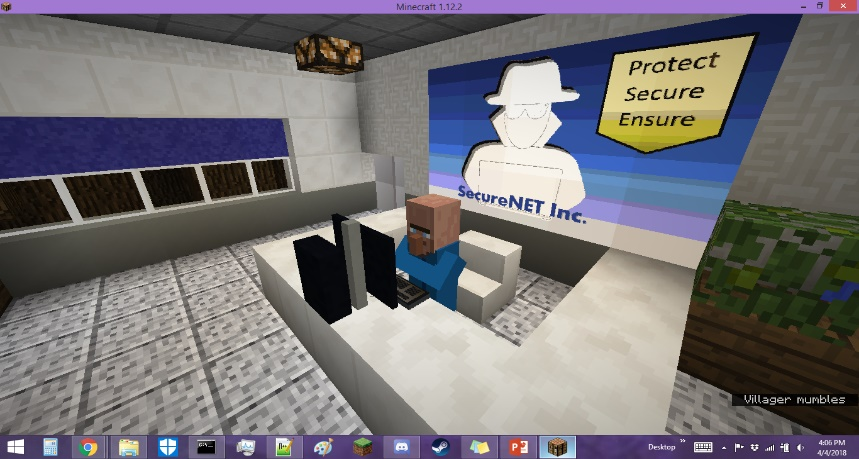 Minecraft 1.12.2
Protect
Secure
Ensure
SecureNET Inc.
Villager mumbles
Desktop
4:06 PM
4/4/2018